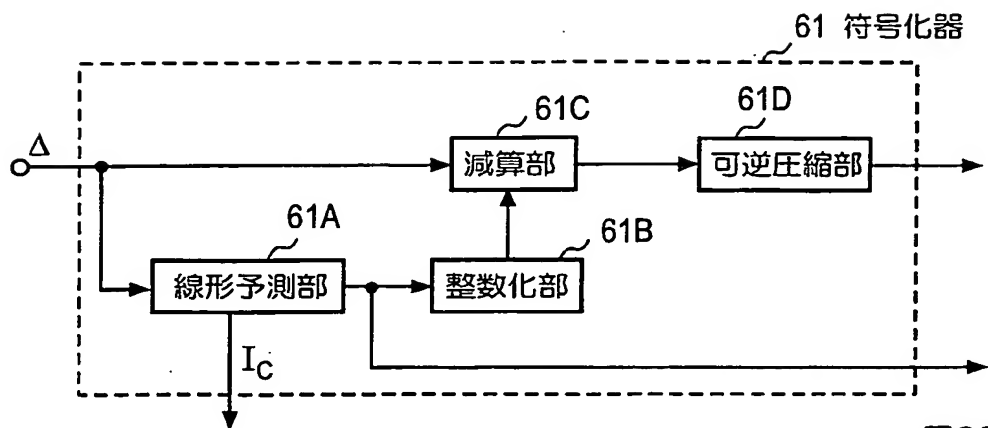 61 符号化器
61D
61C
Δ
減算部
可逆圧縮部
61A
61B
線形予測部
整数化部
I_C